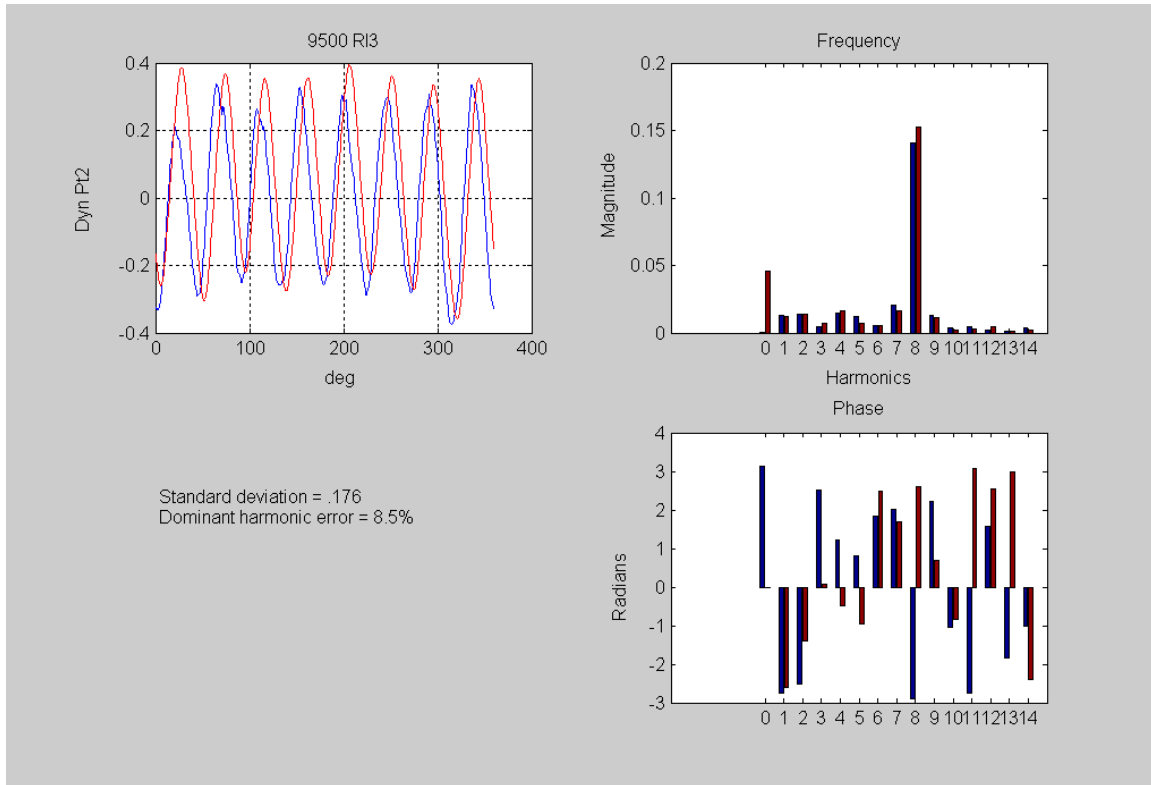 9500 RI3
0.4
0.2
0
-0.2
-0.4
0 100 200 300 400
Dyn Pt2
deg
Standard deviation = .176
Dominant harmonic error = 8.5%
Frequency
0.2
0.15
0.1
0.05
0
0 1 2 3 4 5 6 7 8 9 10 11 12 13 14
Magnitude
Harmonics
Phase
4
3
2
1
0
-1
-2
-3
0 1 2 3 4 5 6 7 8 9 10 11 12 13 14
Radians